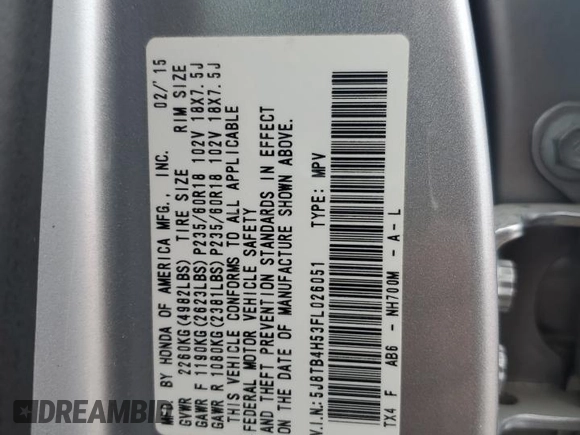 MFD. BY HONDA OF AMERICA MFG., INC. 02/'15
GVWR 2260KG(4982LBS) TIRE SIZE RIM SIZE
GAWR F 1190KG(2623LBS) P235/60R18 102V 18X7.5J
GAWR R 1080KG(2381LBS) P235/60R18 102V 18X7.5J
THIS VEHICLE CONFORMS TO ALL APPLICABLE
FEDERAL MOTOR VEHICLE SAFETY
AND THEFT PREVENTION STANDARDS IN EFFECT
ON THE DATE OF MANUFACTURE SHOWN ABOVE.
V.I.N.: 5J8TB4H53FL026051 TYPE: MPV
TX4 F AB6 - NH700M - A - L
DREAMBID